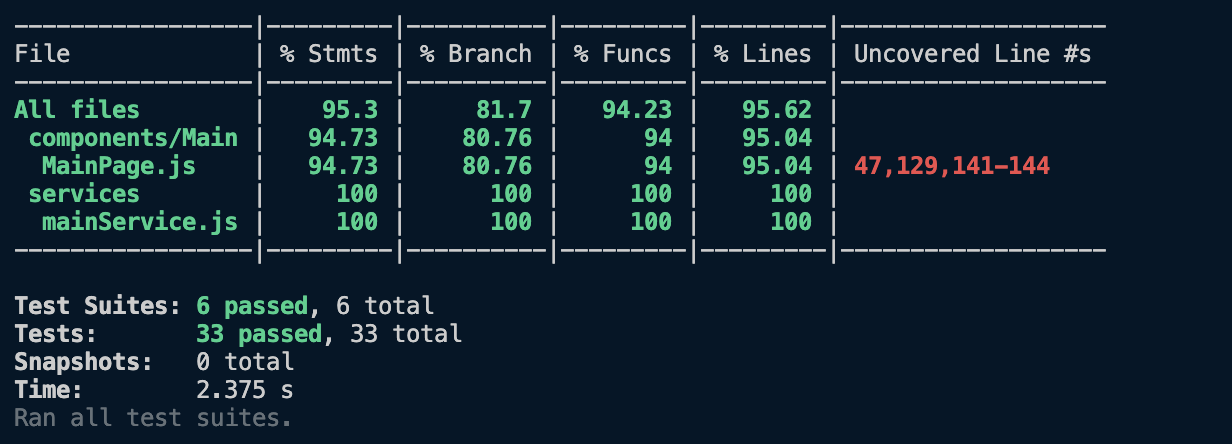 ---------------------|---------|----------|---------|---------|-------------------
File                 | % Stmts | % Branch | % Funcs | % Lines | Uncovered Line #s
---------------------|---------|----------|---------|---------|-------------------
All files            |    95.3 |     81.7 |   94.23 |   95.62 |
 components/Main     |   94.73 |    80.76 |      94 |   95.04 |
  MainPage.js        |   94.73 |    80.76 |      94 |   95.04 | 47,129,141-144
 services            |     100 |      100 |     100 |     100 |
  mainService.js     |     100 |      100 |     100 |     100 |
---------------------|---------|----------|---------|---------|-------------------
Test Suites: 6 passed, 6 total
Tests:       33 passed, 33 total
Snapshots:   0 total
Time:        2.375 s
Ran all test suites.